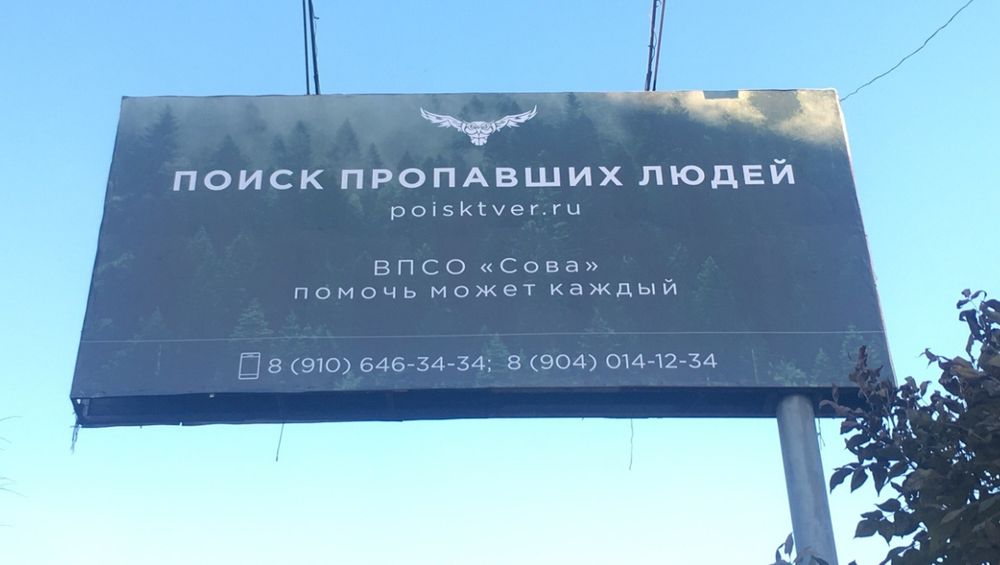 ПОИСК ПРОПАВШИХ ЛЮДЕЙ
poisktver.ru
ВПСО «Сова»
помочь может каждый
8 (910) 646-34-34; 8 (904) 014-12-34